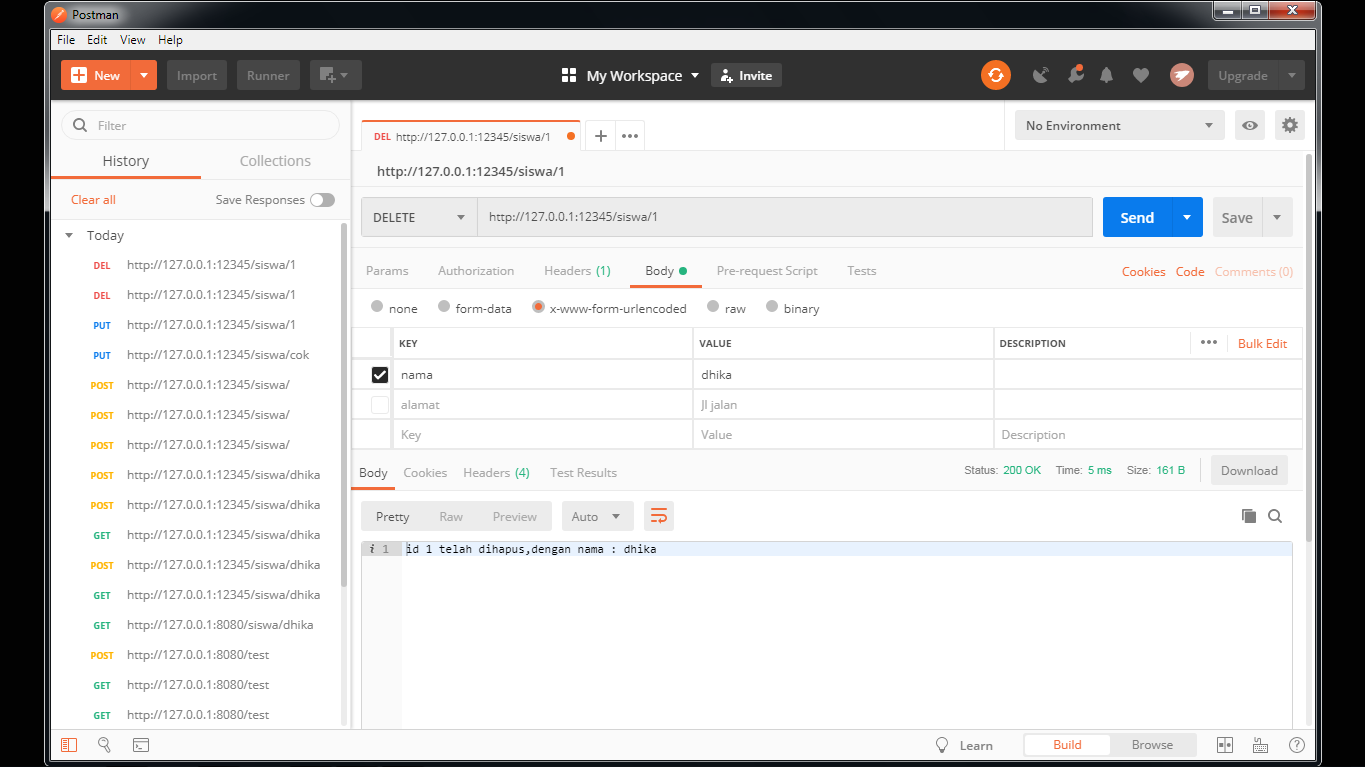 Postman
File Edit View Help
New Import Runner My Workspace Invite Upgrade
Filter
History Collections
Clear all Save Responses
Today
DEL http://127.0.0.1:12345/siswa/1
DEL http://127.0.0.1:12345/siswa/1
PUT http://127.0.0.1:12345/siswa/1
PUT http://127.0.0.1:12345/siswa/cok
POST http://127.0.0.1:12345/siswa/
POST http://127.0.0.1:12345/siswa/
POST http://127.0.0.1:12345/siswa/
POST http://127.0.0.1:12345/siswa/dhika
POST http://127.0.0.1:12345/siswa/dhika
GET http://127.0.0.1:12345/siswa/dhika
POST http://127.0.0.1:12345/siswa/dhika
GET http://127.0.0.1:12345/siswa/dhika
GET http://127.0.0.1:8080/siswa/dhika
POST http://127.0.0.1:8080/test
GET http://127.0.0.1:8080/test
GET http://127.0.0.1:8080/test
DEL http://127.0.0.1:12345/siswa/1
No Environment
http://127.0.0.1:12345/siswa/1
DELETE http://127.0.0.1:12345/siswa/1 Send Save
Params Authorization Headers (1) Body Pre-request Script Tests Cookies Code Comments (0)
none form-data x-www-form-urlencoded raw binary
KEY VALUE DESCRIPTION Bulk Edit
nama dhika
alamat Jl jalan
Key Value Description
Body Cookies Headers (4) Test Results Status: 200 OK Time: 5 ms Size: 161 B Download
Pretty Raw Preview Auto
i 1 id 1 telah dihapus,dengan nama : dhika
Learn Build Browse